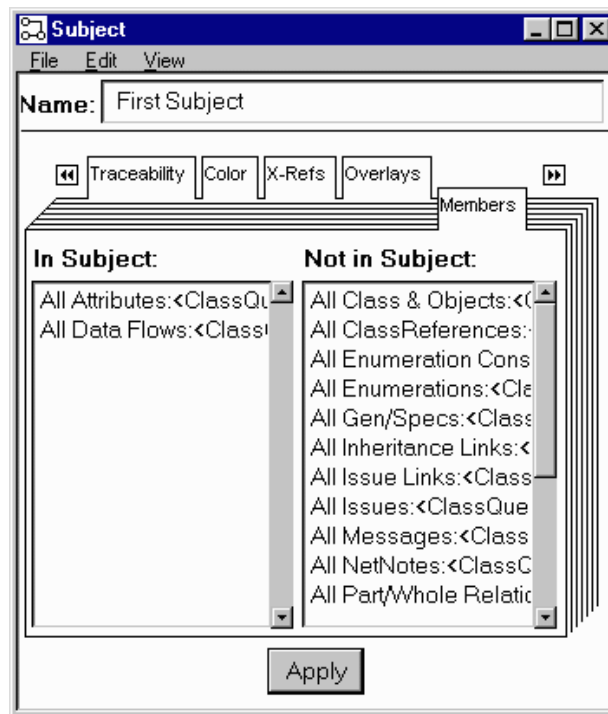 Subject
File Edit View
Name: First Subject
Traceability Color X-Refs Overlays
Members
In Subject:
All Attributes:<ClassQu
All Data Flows:<Class
Not in Subject:
All Class & Objects:<
All ClassReferences:
All Enumeration Cons
All Enumerations:<Cla
All Gen/Specs:<Class
All Inheritance Links:<
All Issue Links:<Class
All Issues:<ClassQue
All Messages:<Class
All NetNotes:<ClassC
All Part/Whole Relatio
Apply